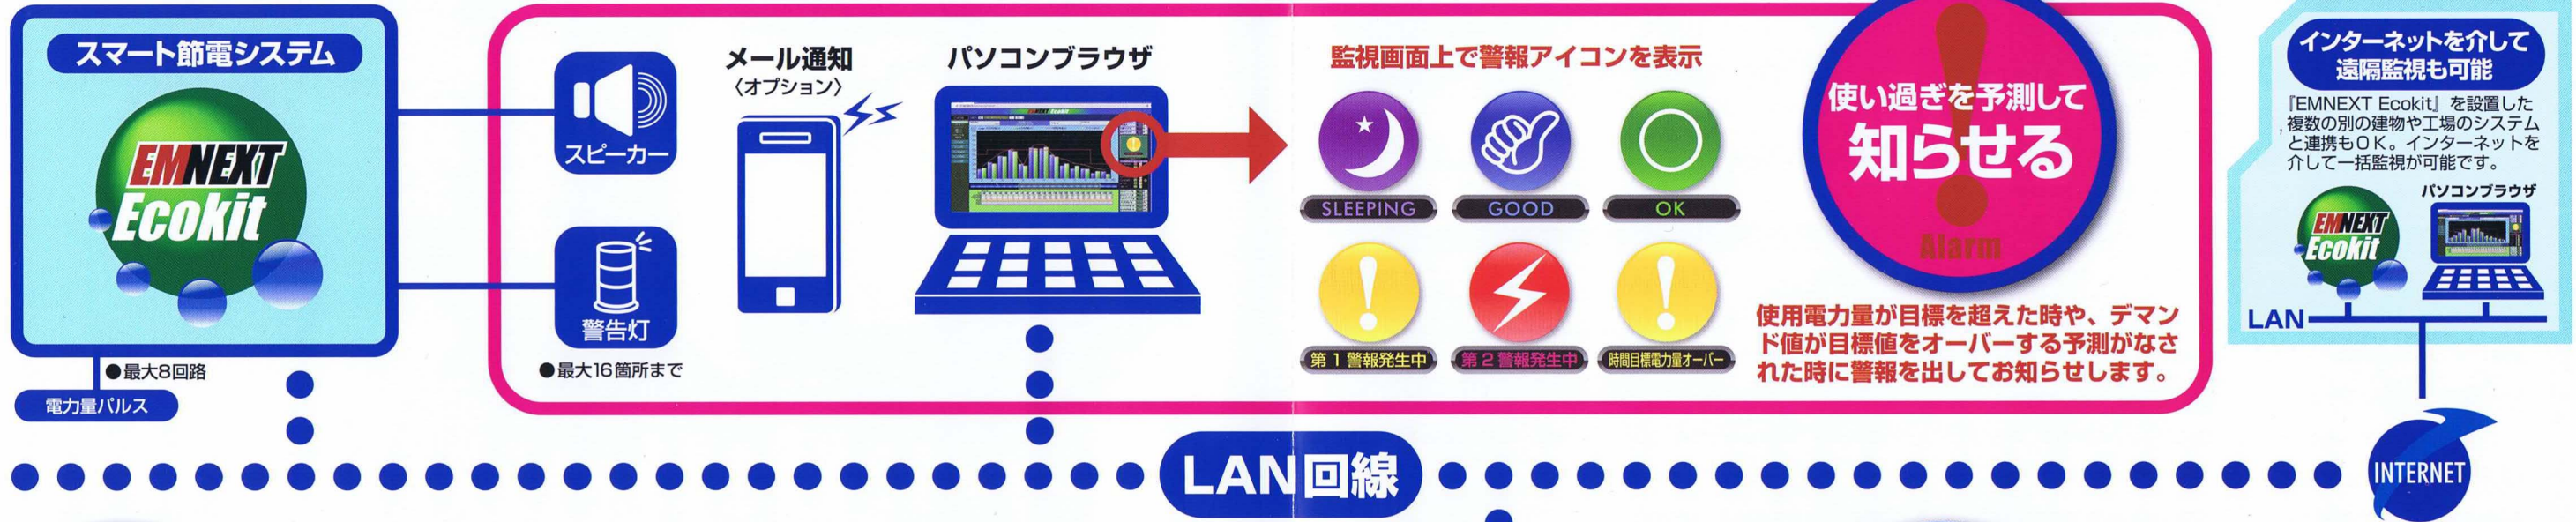 スマート節電システム
EMNEXT
Ecokit
●最大8回路
電力量パルス
スピーカー
警告灯
●最大16箇所まで
メール通知
〈オプション〉
パソコンブラウザ
監視画面上で警報アイコンを表示
SLEEPING
GOOD
OK
第1警報発生中
第2警報発生中
時間目標電力量オーバー
使い過ぎを予測して
知らせる
Alarm
使用電力量が目標を超えた時や、デマン
ド値が目標値をオーバーする予測がなさ
れた時に警報を出してお知らせします。
インターネットを介して
遠隔監視も可能
『EMNEXT Ecokit』を設置した
複数の別の建物や工場のシステム
と連携もOK。インターネットを
介して一括監視が可能です。
パソコンブラウザ
EMNEXT
Ecokit
LAN
LAN回線
INTERNET